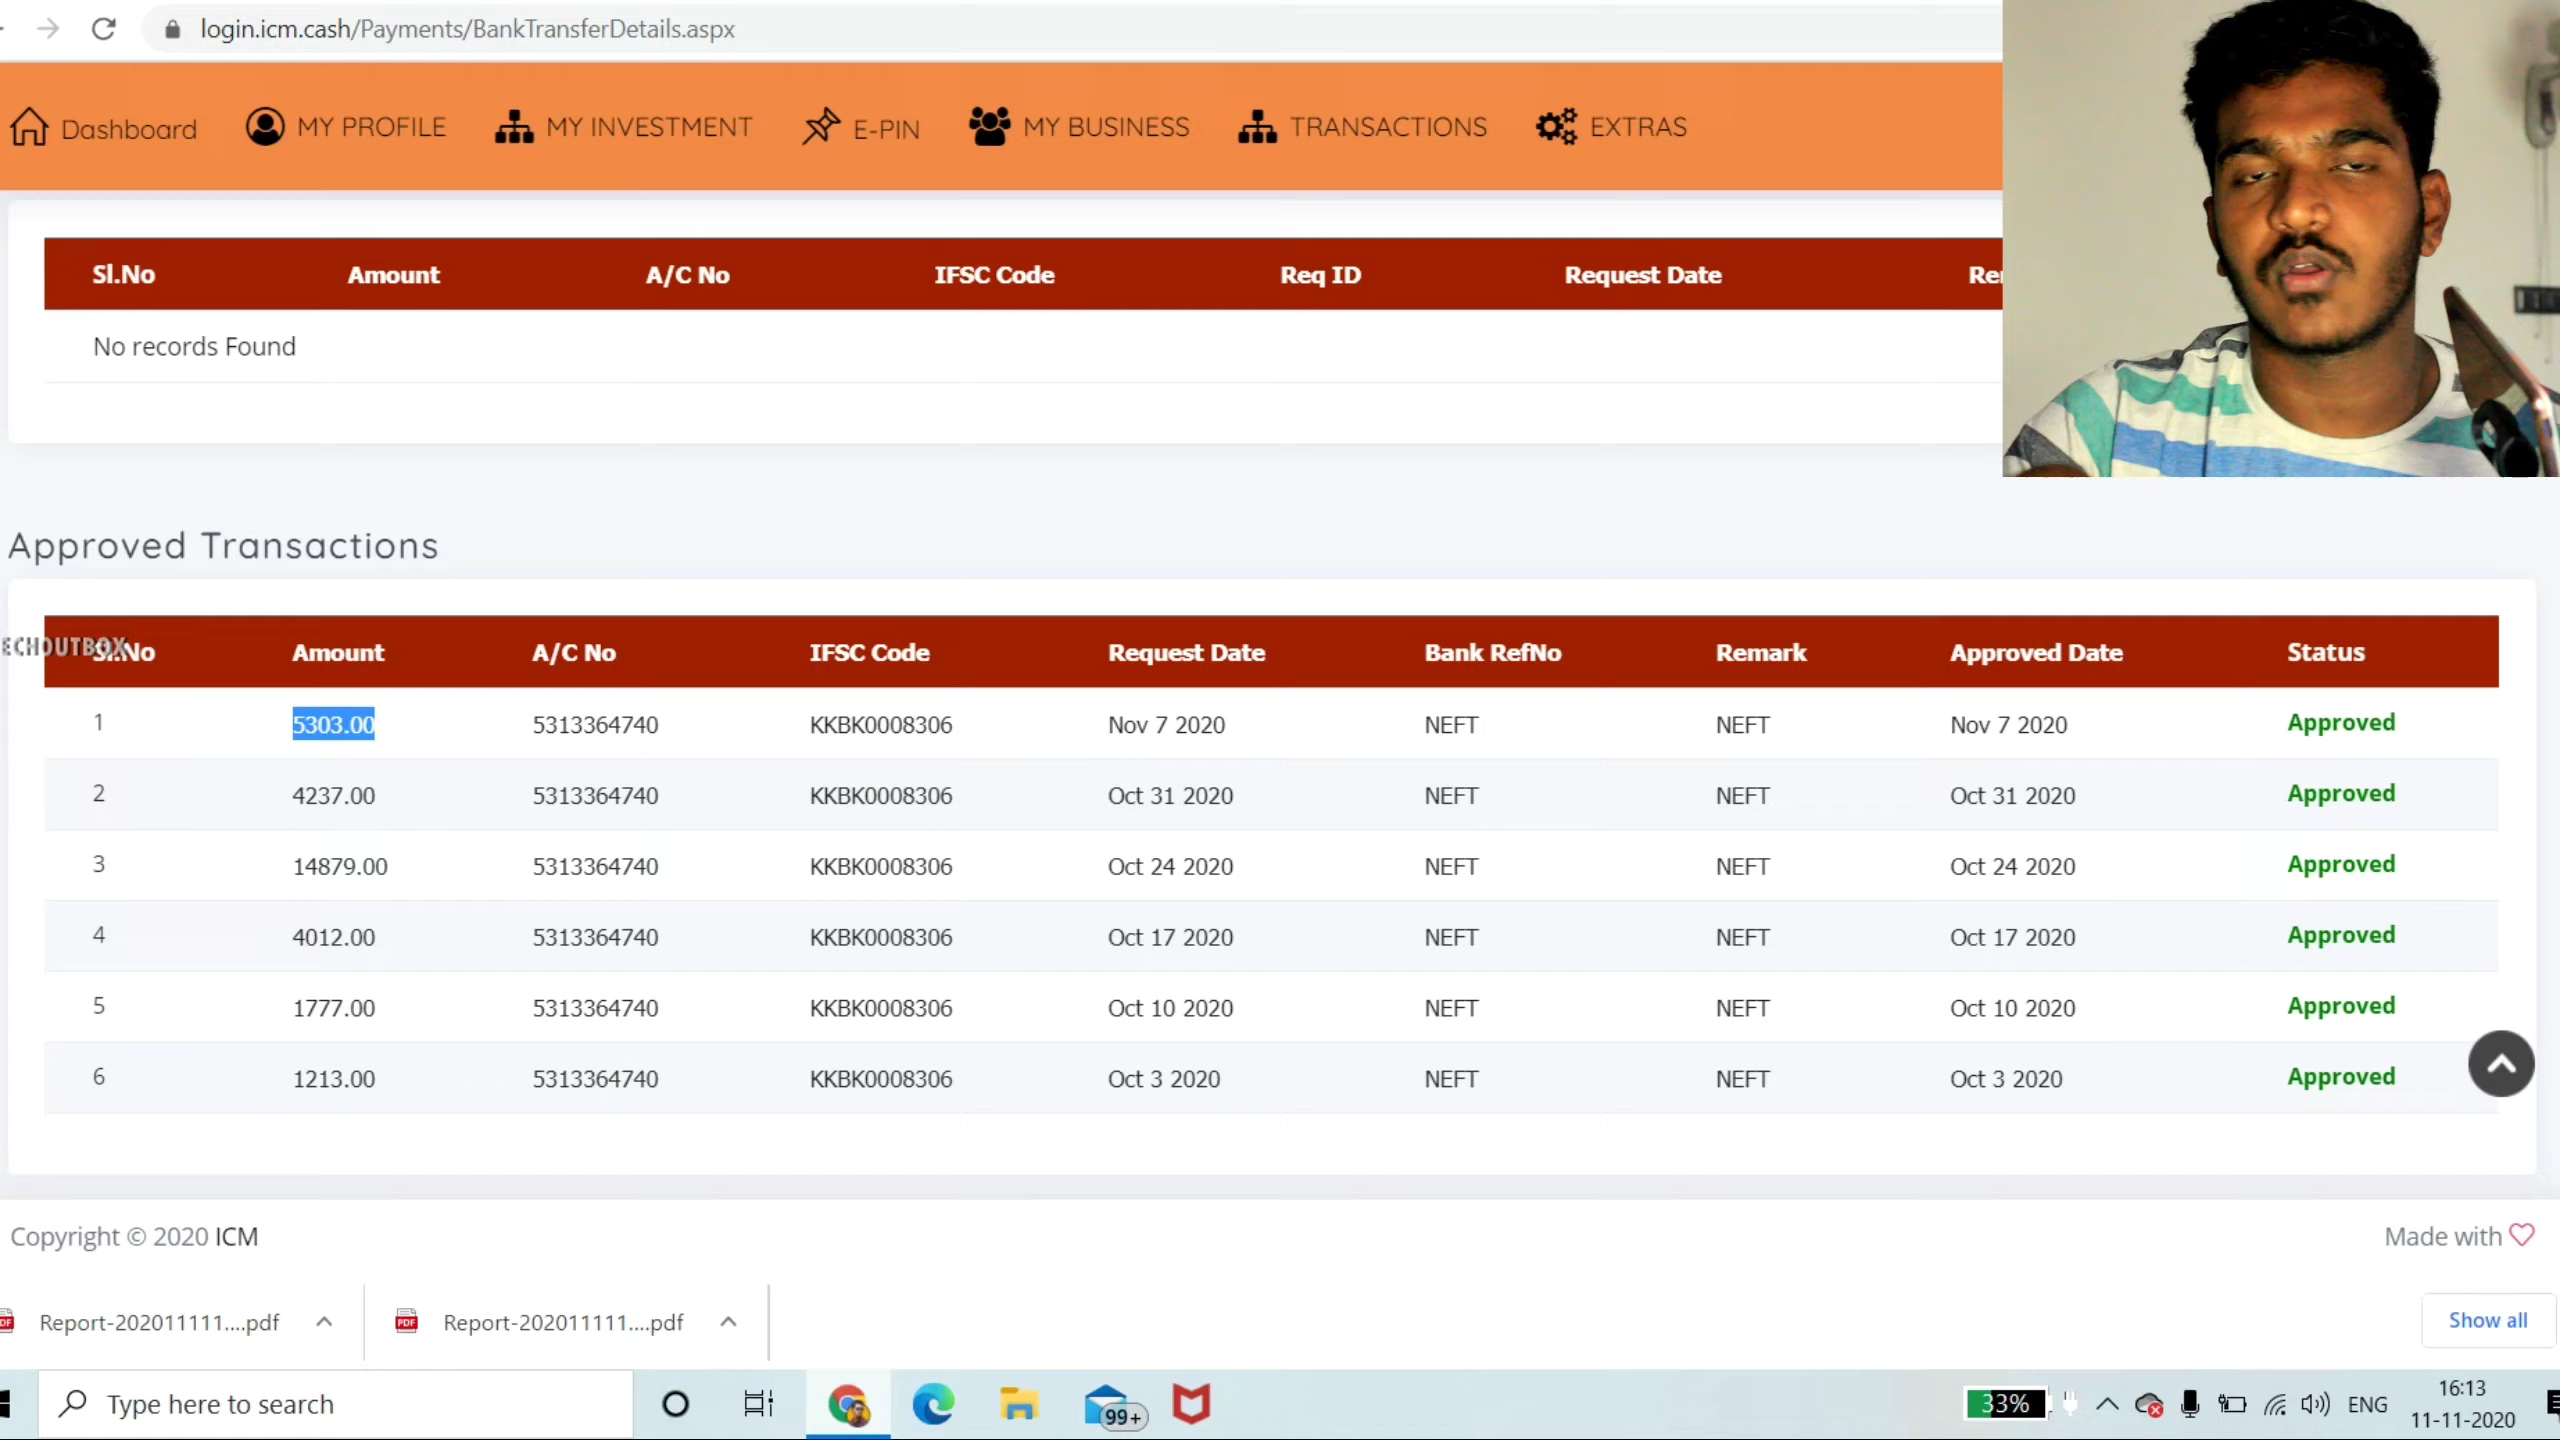 login.icm.cash/Payments/BankTransferDetails.aspx
Dashboard MY PROFILE MY INVESTMENT E-PIN MY BUSINESS TRANSACTIONS EXTRAS
Sl.No Amount A/C No IFSC Code Req ID Request Date
No records Found
Approved Transactions
ECHOUTBOX
Sl.No Amount A/C No IFSC Code Request Date Bank RefNo Remark Approved Date Status
1 5303.00 5313364740 KKBK0008306 Nov 7 2020 NEFT NEFT Nov 7 2020 Approved
2 4237.00 5313364740 KKBK0008306 Oct 31 2020 NEFT NEFT Oct 31 2020 Approved
3 14879.00 5313364740 KKBK0008306 Oct 24 2020 NEFT NEFT Oct 24 2020 Approved
4 4012.00 5313364740 KKBK0008306 Oct 17 2020 NEFT NEFT Oct 17 2020 Approved
5 1777.00 5313364740 KKBK0008306 Oct 10 2020 NEFT NEFT Oct 10 2020 Approved
6 1213.00 5313364740 KKBK0008306 Oct 3 2020 NEFT NEFT Oct 3 2020 Approved
Copyright © 2020 ICM Made with
Report-202011111....pdf Report-202011111....pdf Show all
Type here to search 99+ 33% ENG 16:13
11-11-2020